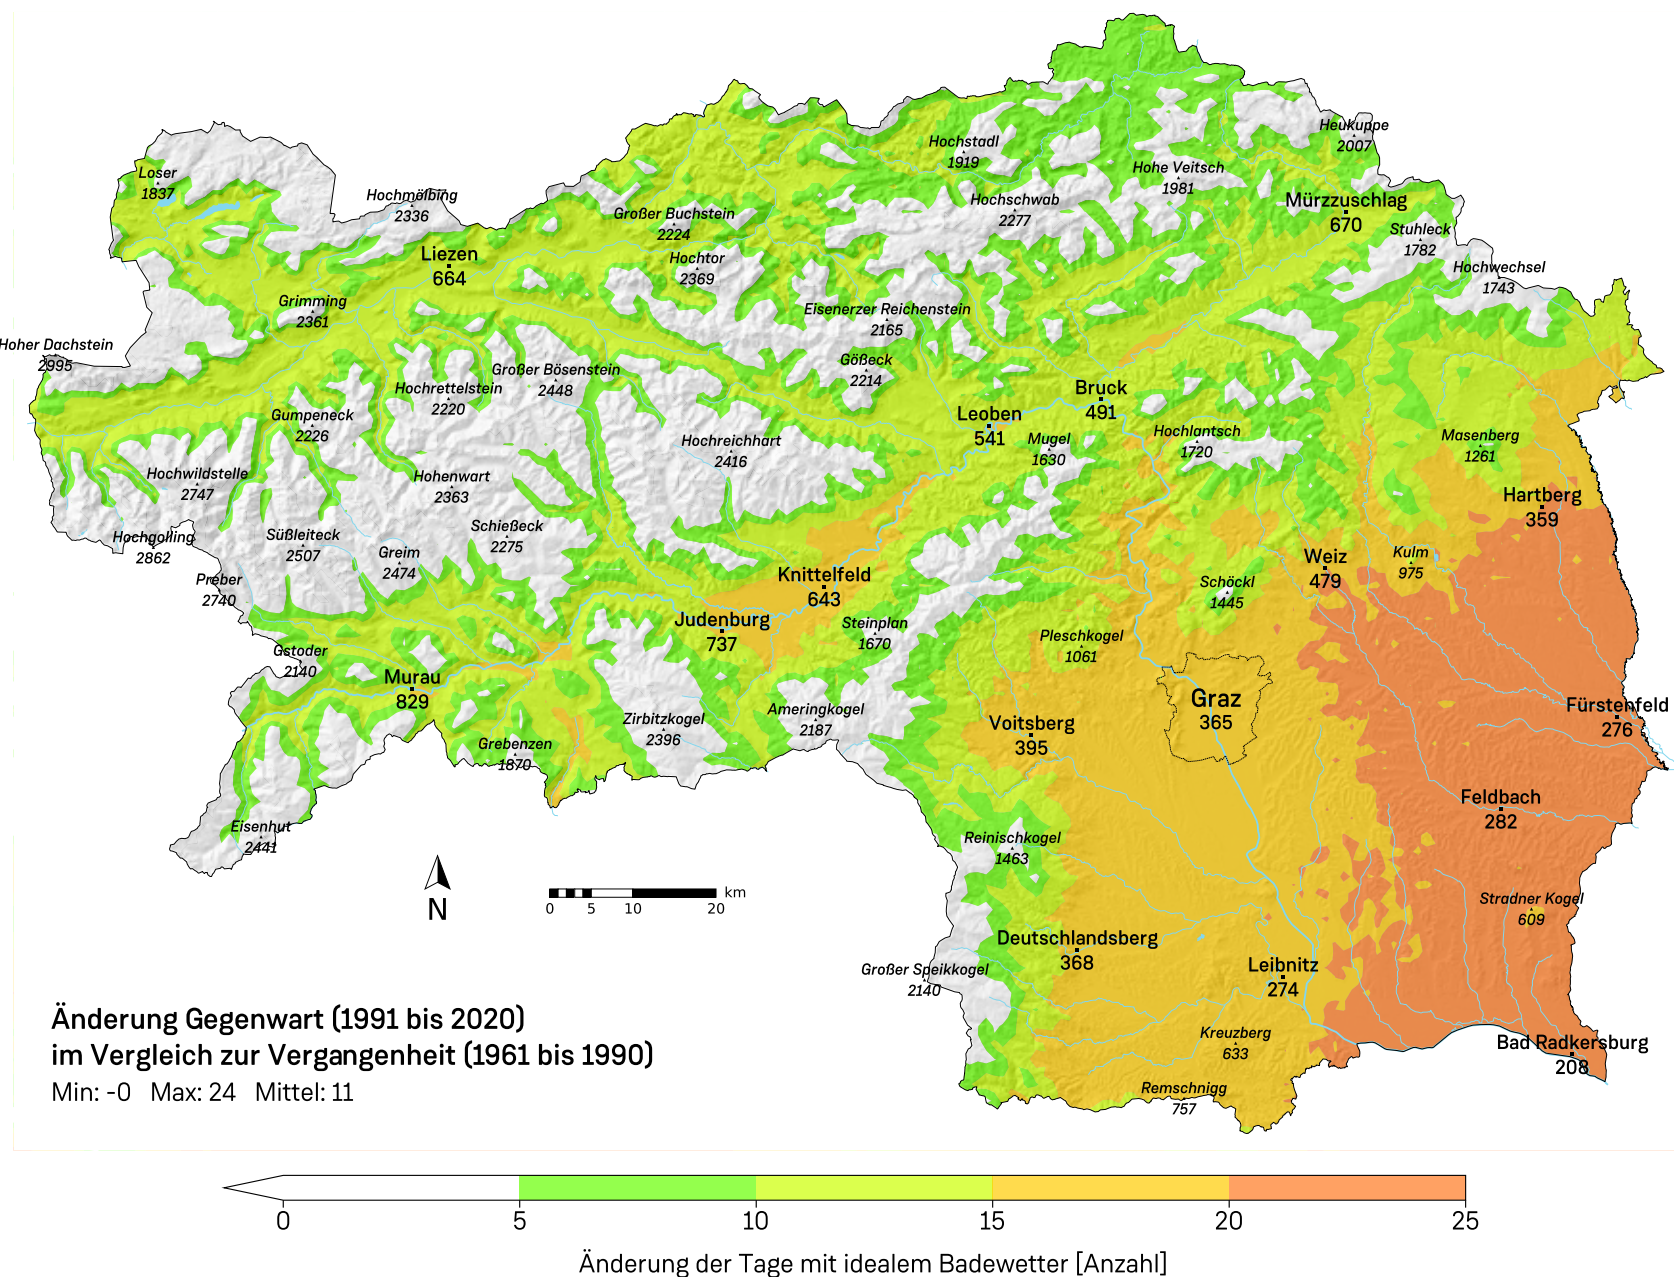 Heukuppe
2007
Hochstadl
1919
Loser
1837
Hohe Veitsch
1981
Hochmölbing
2336
Hochschwab
2277
Mürzzuschlag
670
Großer Buchstein
2224
Stuhleck
1782
Liezen
664
Hochtor
2369
Hochwechsel
1743
Grimming
2361
Eisenerzer Reichenstein
2165
Hoher Dachstein
2995
Gößeck
2214
Großer Bösenstein
2448
Hochrettelstein
2220
Bruck
491
Gumpeneck
2226
Leoben
541
Mugel
1630
Hochlantsch
1720
Masenberg
1261
Hochreichhart
2416
Hochwildstelle
2747
Hohenwart
2363
Hartberg
359
Hochgolling
2862
Süßleiteck
2507
Schießeck
2275
Greim
2474
Weiz
479
Kulm
975
Preber
2740
Knittelfeld
643
Schöckl
1445
Judenburg
737
Steinplan
1670
Pleschkogel
1061
Gstoder
2140
Murau
829
Graz
365
Fürstenfeld
276
Zirbitzkogel
2396
Ameringkogel
2187
Voitsberg
395
Grebenzen
1870
Feldbach
282
Eisenhut
2441
Reinischkogel
1463
N
km
0 5 10 20
Stradner Kogel
609
Deutschlandsberg
368
Großer Speikkogel
2140
Leibnitz
274
Kreuzberg
633
Bad Radkersburg
208
Remschnigg
757
Änderung Gegenwart (1991 bis 2020)
im Vergleich zur Vergangenheit (1961 bis 1990)
Min: -0 Max: 24 Mittel: 11
0 5 10 15 20 25
Änderung der Tage mit idealem Badewetter [Anzahl]